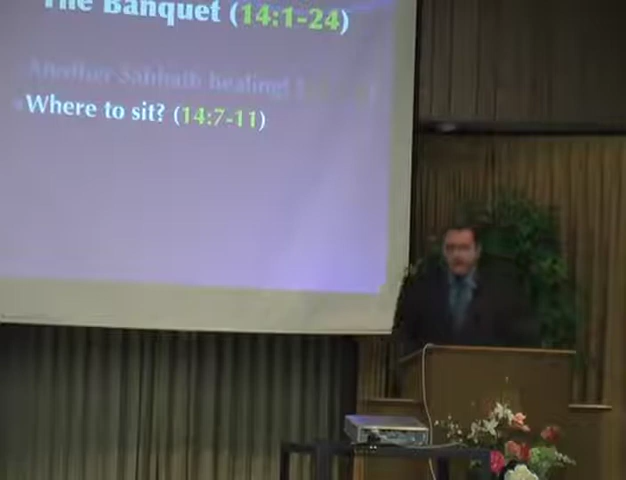 The Banquet (14:1-24)
Another Sabbath healing!
Where to sit? (14:7-11)